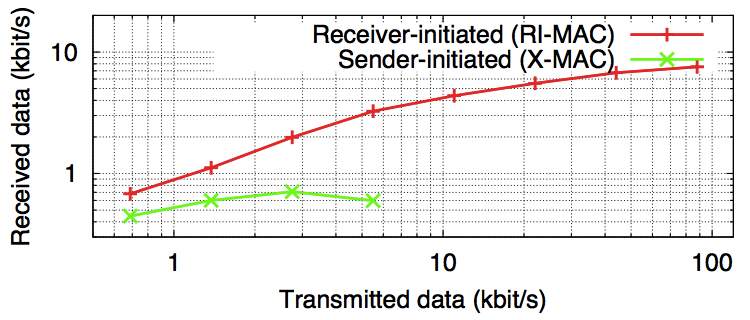 Receiver-initiated (RI-MAC)
Sender-initiated (X-MAC)
Received data (kbit/s)
10
1
1
10
100
Transmitted data (kbit/s)